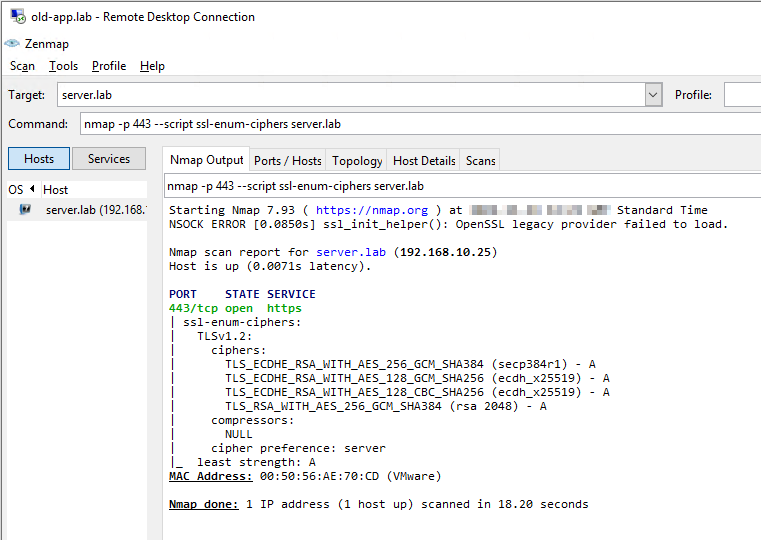 old-app.lab - Remote Desktop Connection
Zenmap
Scan Tools Profile Help
Target: server.lab Profile:
Command: nmap -p 443 --script ssl-enum-ciphers server.lab
Hosts Services Nmap Output Ports / Hosts Topology Host Details Scans
OS Host nmap -p 443 --script ssl-enum-ciphers server.lab
server.lab (192.168.
Starting Nmap 7.93 ( https://nmap.org ) at Standard Time
NSOCK ERROR [0.0850s] ssl_init_helper(): OpenSSL legacy provider failed to load.
Nmap scan report for server.lab (192.168.10.25)
Host is up (0.0071s latency).
PORT STATE SERVICE
443/tcp open https
| ssl-enum-ciphers:
| TLSv1.2:
| ciphers:
| TLS_ECDHE_RSA_WITH_AES_256_GCM_SHA384 (secp384r1) - A
| TLS_ECDHE_RSA_WITH_AES_128_GCM_SHA256 (ecdh_x25519) - A
| TLS_ECDHE_RSA_WITH_AES_128_CBC_SHA256 (ecdh_x25519) - A
| TLS_RSA_WITH_AES_256_GCM_SHA384 (rsa 2048) - A
| compressors:
| NULL
| cipher preference: server
|_ least strength: A
MAC Address: 00:50:56:AE:70:CD (VMware)
Nmap done: 1 IP address (1 host up) scanned in 18.20 seconds